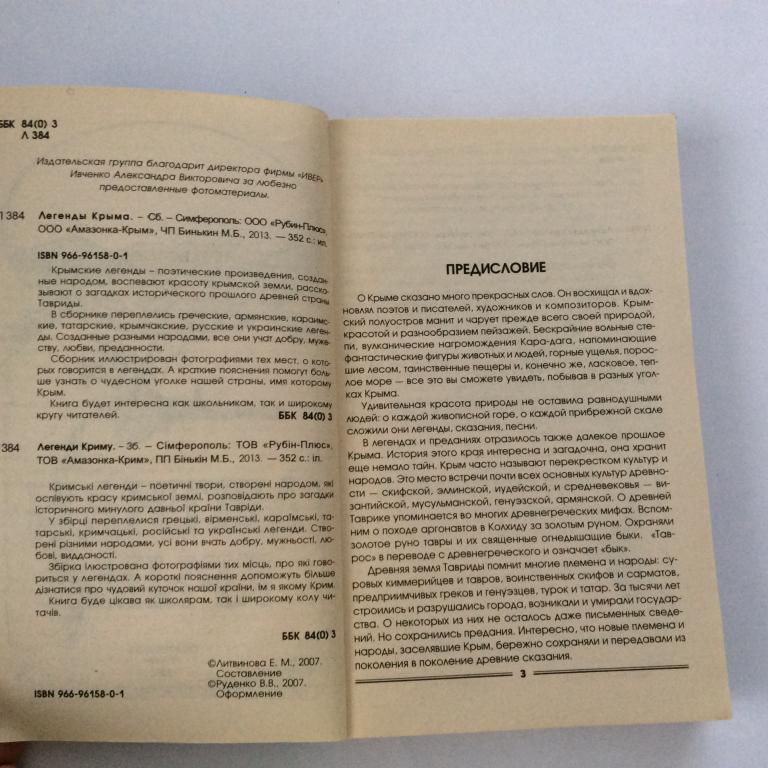 ББК 84(0) 3
Л 384
Издательская группа благодарит директора фирмы «ИВЕР»
Ивченко Александра Викторовича за любезно
предоставленные фотоматериалы.
Л 384 Легенды Крыма. – Сб. – Симферополь: ООО «Рубин-Плюс»,
ООО «Амазонка-Крым», ЧП Бинькин М.Б., 2013. — 352 с.: ил.
ISBN 966-96158-0-1
Крымские легенды – поэтические произведения, создан-
ные народом, воспевают красоту крымской земли, расска-
зывают о загадках исторического прошлого древней страны
Тавриды.
В сборнике переплелись греческие, армянские, караимс-
кие, татарские, крымчакские, русские и украинские леген-
ды. Созданные разными народами, все они учат добру, муже-
ству, любви, преданности.
Сборник иллюстрирован фотографиями тех мест, о ко-
торых говорится в легендах. А краткие пояснения помогут боль-
ше узнать о чудесном уголке нашей страны, имя которому
Крым.
Книга будет интересна как школьникам, так и широкому
кругу читателей.
ББК 84(0) 3
384 Легенди Криму. – Зб. – Сімферополь: ТОВ «Рубін-Плюс»,
ТОВ «Амазонка-Крим», ПП Бінькін М.Б., 2013. — 352 с.: іл.
Кримські легенди – поетичні твори, створені народом, які
оспівують красу кримської землі, розповідають про загадки
історичного минулого давньої країни Тавріди.
У збірці переплелися грецькі, вірменські, караїмські, та-
тарські, кримчацькі, російські та українські легенди. Ство-
рені різними народами, усі вони вчать добру, мужньості, лю-
бові, видданості.
Збірка ілюстрована фотографіями тих місць, про які гово-
риться у легендах. А короткі пояснення допоможуть більше
дізнатися про чудовий куточок нашої країни, ім я якому Крим.
Книга буде цікава як школярам, так і широкому колу чи-
тачів.
ББК 84(0) 3
©Литвинова Е. М., 2007.
Составление
©Руденко В.В., 2007.
Оформление
ISBN 966-96158-0-1
ПРЕДИСЛОВИЕ
О Крыме сказано много прекрасных слов. Он восхищал и вдох-
новлял поэтов и писателей, художников и композиторов. Крым-
ский полуостров манит и чарует прежде всего своей природой,
красотой и разнообразием пейзажей. Бескрайние вольные сте-
пи, вулканические нагромождения Кара-дага, напоминающие
фантастические фигуры животных и людей, горные ущелья, порос-
шие лесом, таинственные пещеры и, конечно же, ласковое, теп-
лое море — все это вы сможете увидеть, побывав в разных угол-
ках Крыма.
Удивительная красота природы не оставила равнодушными
людей: о каждой живописной горе, о каждой прибрежной скале
сложили они легенды, сказания, песни.
В легендах и преданиях отразилось также далекое прошлое
Крыма. История этого края интересна и загадочна, она хранит
еще немало тайн. Крым часто называют перекрестком культур и
народов. Это место встречи почти всех основных культур древно-
сти — скифской, эллинской, иудейской, и средневековья — ви-
зантийской, мусульманской, генуэзской, армянской. О древней
Таврике упоминается во многих древнегреческих мифах. Вспом-
ним о походе аргонавтов в Колхиду за золотым руном. Охраняли
золотое руно тавры и их священные огнедышащие быки. «Тав-
рос» в переводе с древнегреческого и означает «бык».
Древняя земля Тавриды помнит многие племена и народы: су-
ровых киммерийцев и тавров, воинственных скифов и сарматов,
предприимчивых греков и генуэзцев, турок и татар. За тысячи лет
строились и разрушались города, возникали и умирали государ-
ства. О некоторых из них не осталось даже письменных сведе-
ний. Но сохранились предания. Интересно, что новые племена и
народы, заселявшие Крым, бережно сохраняли и передавали из
поколения в поколение древние сказания.
3